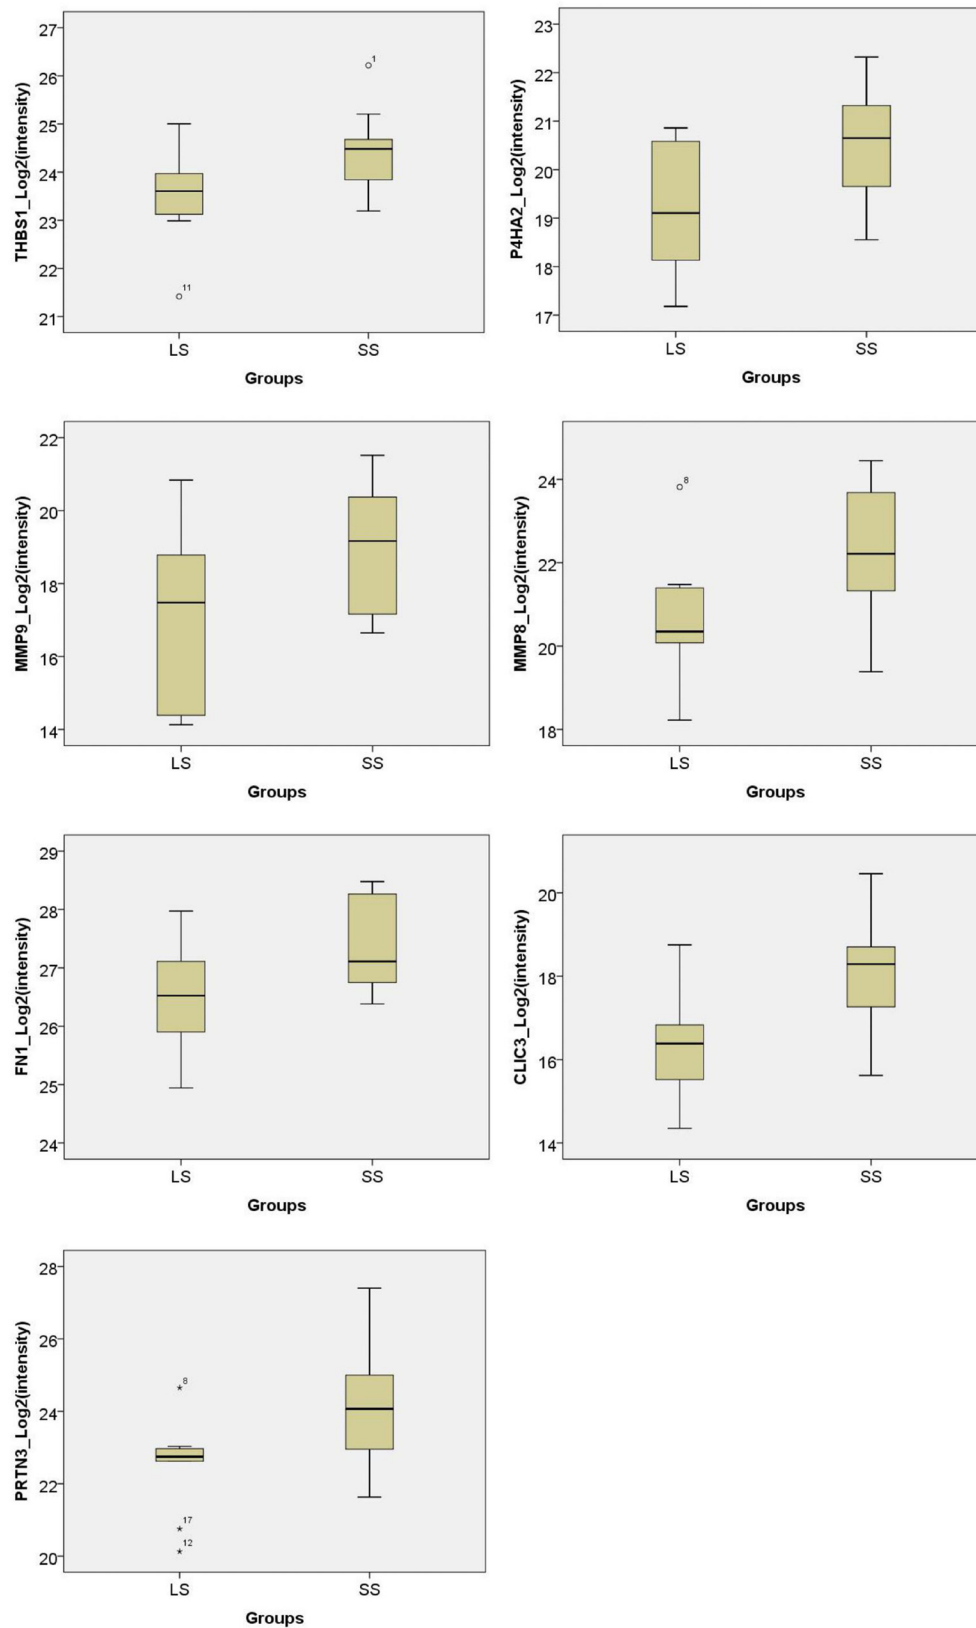 THBS1_Log2(intensity)
27
26
25
24
23
22
21
1
11
LS
SS
Groups
P4HA2_Log2(intensity)
23
22
21
20
19
18
17
LS
SS
Groups
MMP9_Log2(intensity)
22
20
18
16
14
LS
SS
Groups
MMP8_Log2(intensity)
24
22
20
18
8
LS
SS
Groups
FN1_Log2(intensity)
29
28
27
26
25
24
LS
SS
Groups
CLIC3_Log2(intensity)
20
18
16
14
LS
SS
Groups
PRTN3_Log2(intensity)
28
26
24
22
20
8
17
12
LS
SS
Groups